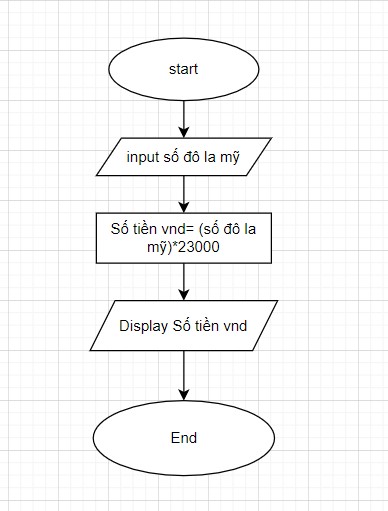 start
input số đô la mỹ
Số tiền vnd= (số đô la
mỹ)*23000
Display Số tiền vnd
End